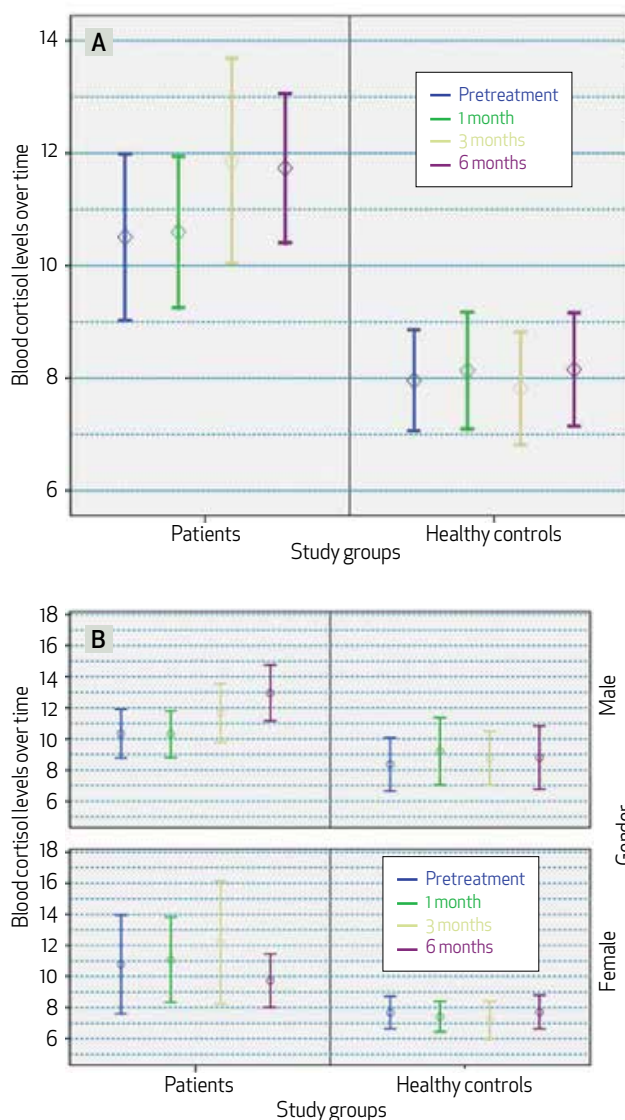 A
Blood cortisol levels over time
14
12
10
8
6
Pretreatment
1 month
3 months
6 months
Patients
Healthy controls
Study groups
B
Blood cortisol levels over time
18
16
14
12
10
8
6
Male
18
16
14
12
10
8
6
Pretreatment
1 month
3 months
6 months
Female
Gender
Patients
Healthy controls
Study groups